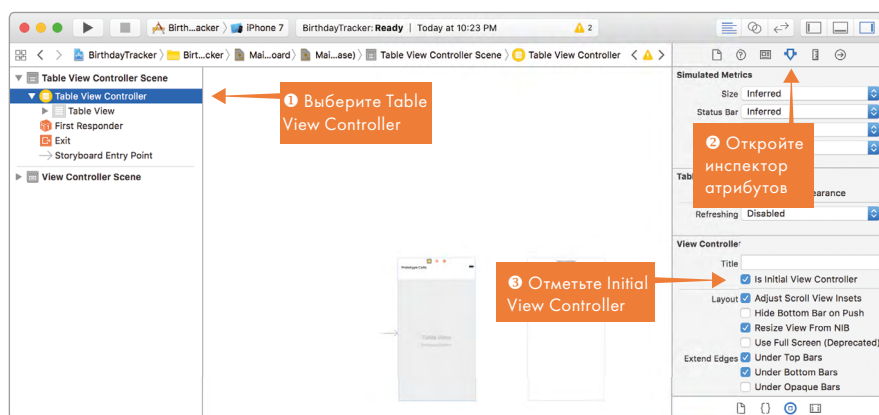 Birth...acker
iPhone 7
BirthdayTracker: Ready | Today at 10:23 PM
2
BirthdayTracker
Birt...cker
Mai...oard
Mai...ase)
Table View Controller Scene
Table View Controller
Table View Controller Scene
Table View Controller
Table View
First Responder
Exit
Storyboard Entry Point
View Controller Scene
❶ Выберите Table
View Controller
Simulated Metrics
Size Inferred
Status Bar Inferred
❷ Откройте
инспектор
атрибутов
Refreshing Disabled
View Controller
Title
Is Initial View Controller
❸ Отметьте Initial
View Controller
Layout Adjust Scroll View Insets
Hide Bottom Bar on Push
Resize View From NIB
Use Full Screen (Deprecated)
Extend Edges Under Top Bars
Under Bottom Bars
Under Opaque Bars
Prototype Cells
Table View